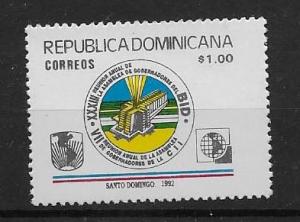 REPUBLICA DOMINICANA
CORREOS
$1.00
XXXIII REUNION ANUAL DE
LA ASAMBLEA DE GOBERNADORES DEL BID
VII REUNION ANUAL DE LA ASAMBLEA
DE GOBERNADORES DE LA C I I
SANTO DOMINGO, 1992